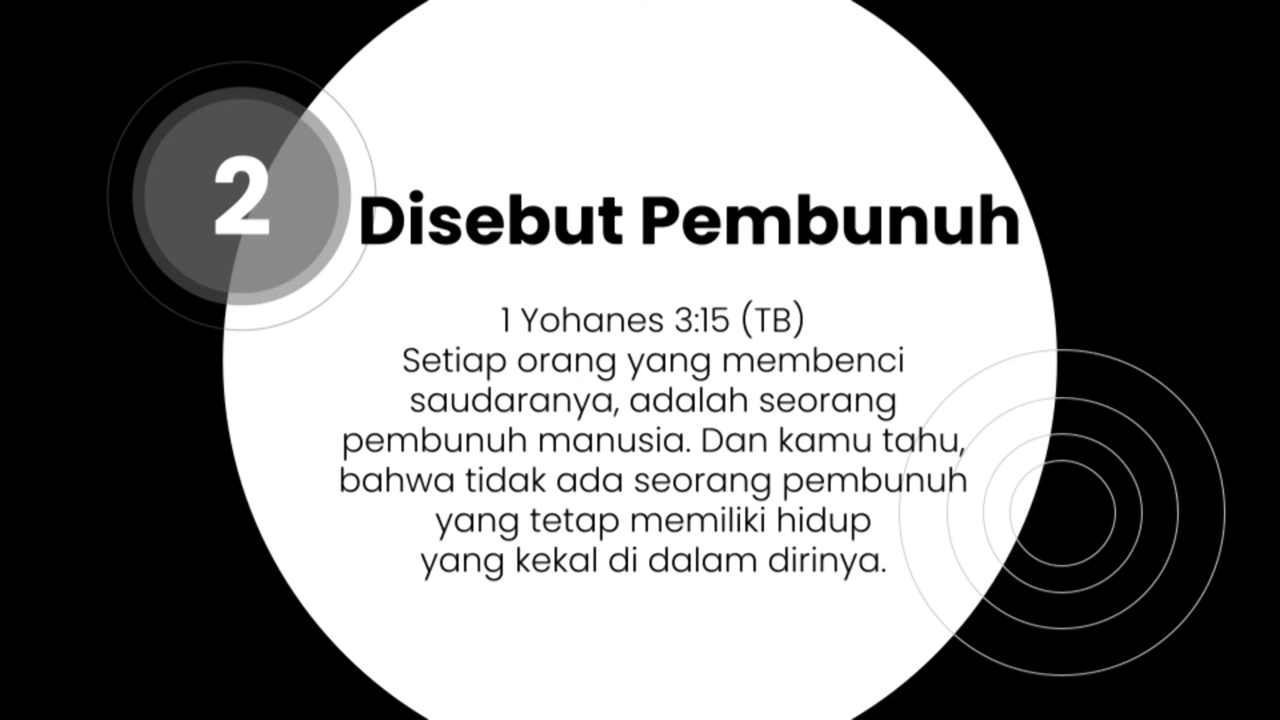 2
Disebut Pembunuh
1 Yohanes 3:15 (TB)
Setiap orang yang membenci
saudaranya, adalah seorang
pembunuh manusia. Dan kamu tahu,
bahwa tidak ada seorang pembunuh
yang tetap memiliki hidup
yang kekal di dalam dirinya.